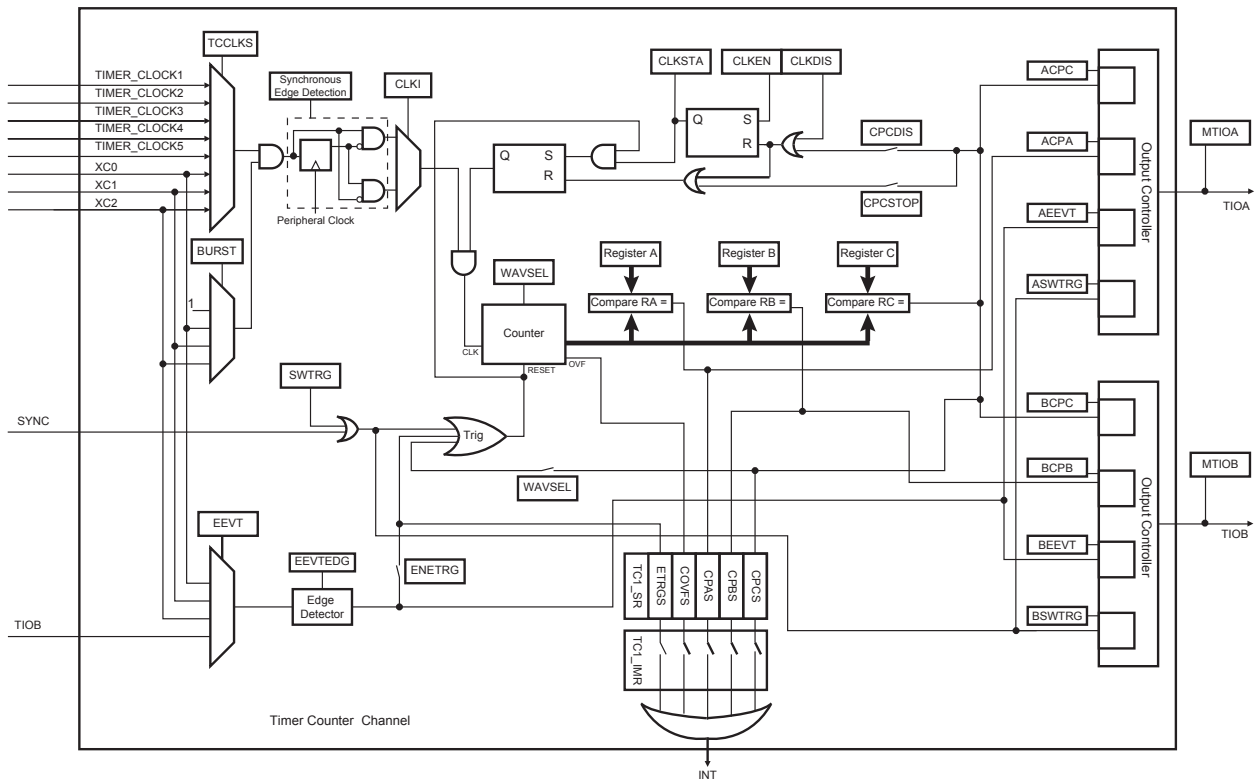 TCCLKS
TIMER_CLOCK1
TIMER_CLOCK2
TIMER_CLOCK3
TIMER_CLOCK4
TIMER_CLOCK5
XC0
XC1
XC2
Synchronous
Edge Detection
CLKI
Peripheral Clock
BURST
1
CLKSTA
CLKEN
CLKDIS
Q
S
R
Q
S
R
CPCDIS
CPCSTOP
ACPC
ACPA
AEEVT
ASWTRG
Output Controller
MTIOA
TIOA
Register A
Register B
Register C
Compare RA =
Compare RB =
Compare RC =
WAVSEL
Counter
CLK
RESET
OVF
SWTRG
SYNC
Trig
WAVSEL
BCPC
BCPB
BEEVT
BSWTRG
Output Controller
MTIOB
TIOB
EEVT
EEVTEDG
Edge
Detector
ENETRG
TIOB
TC1_SR
ETRGS
COVFS
CPAS
CPBS
CPCS
TC1_IMR
Timer Counter Channel
INT